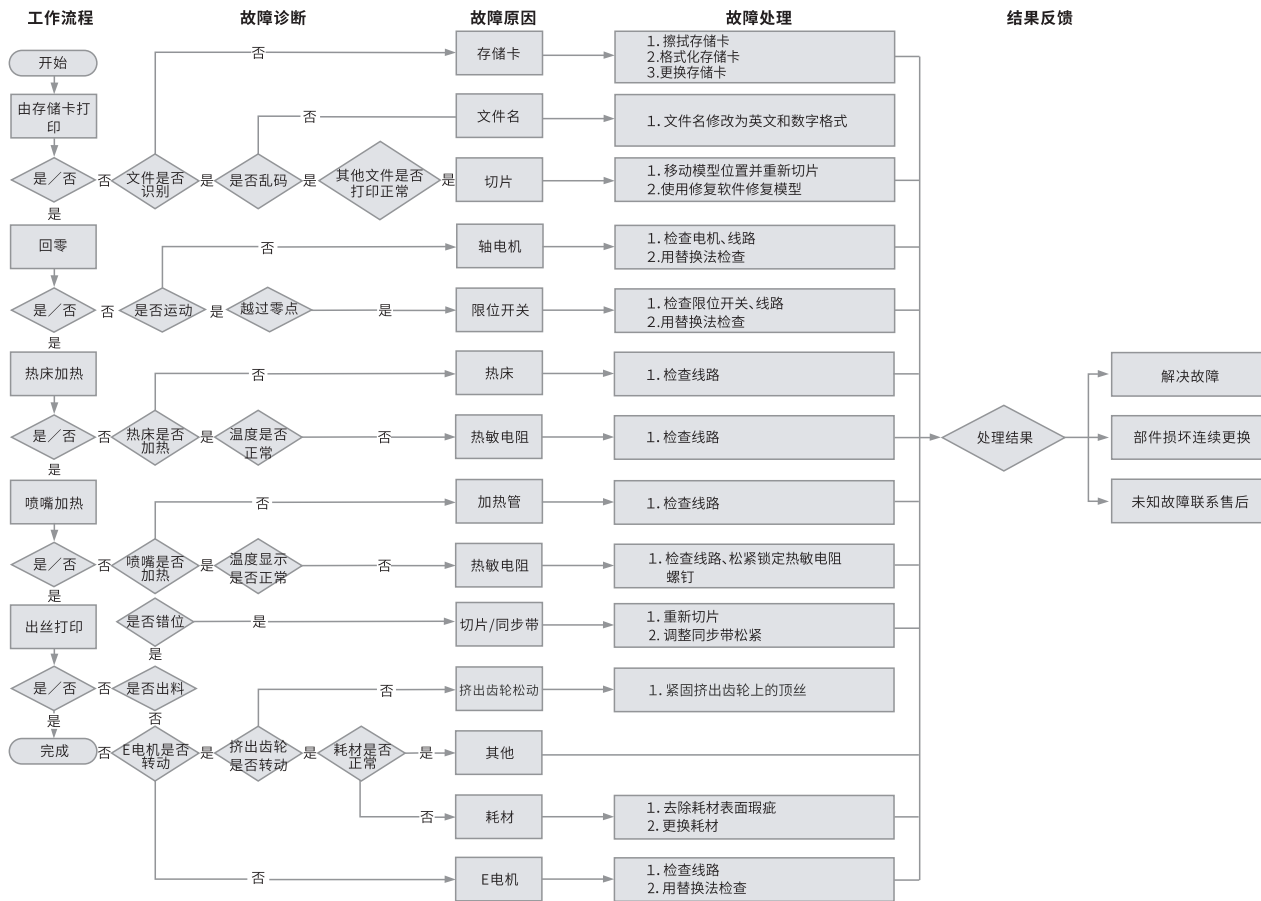 工作流程
故障诊断
故障原因
故障处理
结果反馈
开始
由存储卡打
印
是／否
否
是
文件是否
识别
否
是
是否乱码
否
是
其他文件是否
打印正常
是
存储卡
1. 擦拭存储卡
2.格式化存储卡
3.更换存储卡
文件名
1. 文件名修改为英文和数字格式
切片
1. 移动模型位置并重新切片
2.使用修复软件修复模型
回零
是／否
否
是
是否运动
否
是
越过零点
是
轴电机
1. 检查电机、线路
2.用替换法检查
限位开关
1. 检查限位开关、线路
2.用替换法检查
热床加热
是／否
否
是
热床是否
加热
否
是
温度是否
正常
否
热床
1. 检查线路
热敏电阻
1. 检查线路
喷嘴加热
是／否
否
是
喷嘴是否
加热
否
是
温度显示
是否正常
否
加热管
1. 检查线路
热敏电阻
1. 检查线路、松紧锁定热敏电阻
螺钉
出丝打印
是／否
否
是
完成
是否错位
是
是
切片/同步带
1. 重新切片
2. 调整同步带松紧
是否出料
否
否
E电机是否
转动
是
否
挤出齿轮
是否转动
否
是
耗材是否
正常
是
否
挤出齿轮松动
1. 紧固挤出齿轮上的顶丝
其他
耗材
1. 去除耗材表面瑕疵
2. 更换耗材
E电机
1. 检查线路
2. 用替换法检查
处理结果
解决故障
部件损坏连续更换
未知故障联系售后